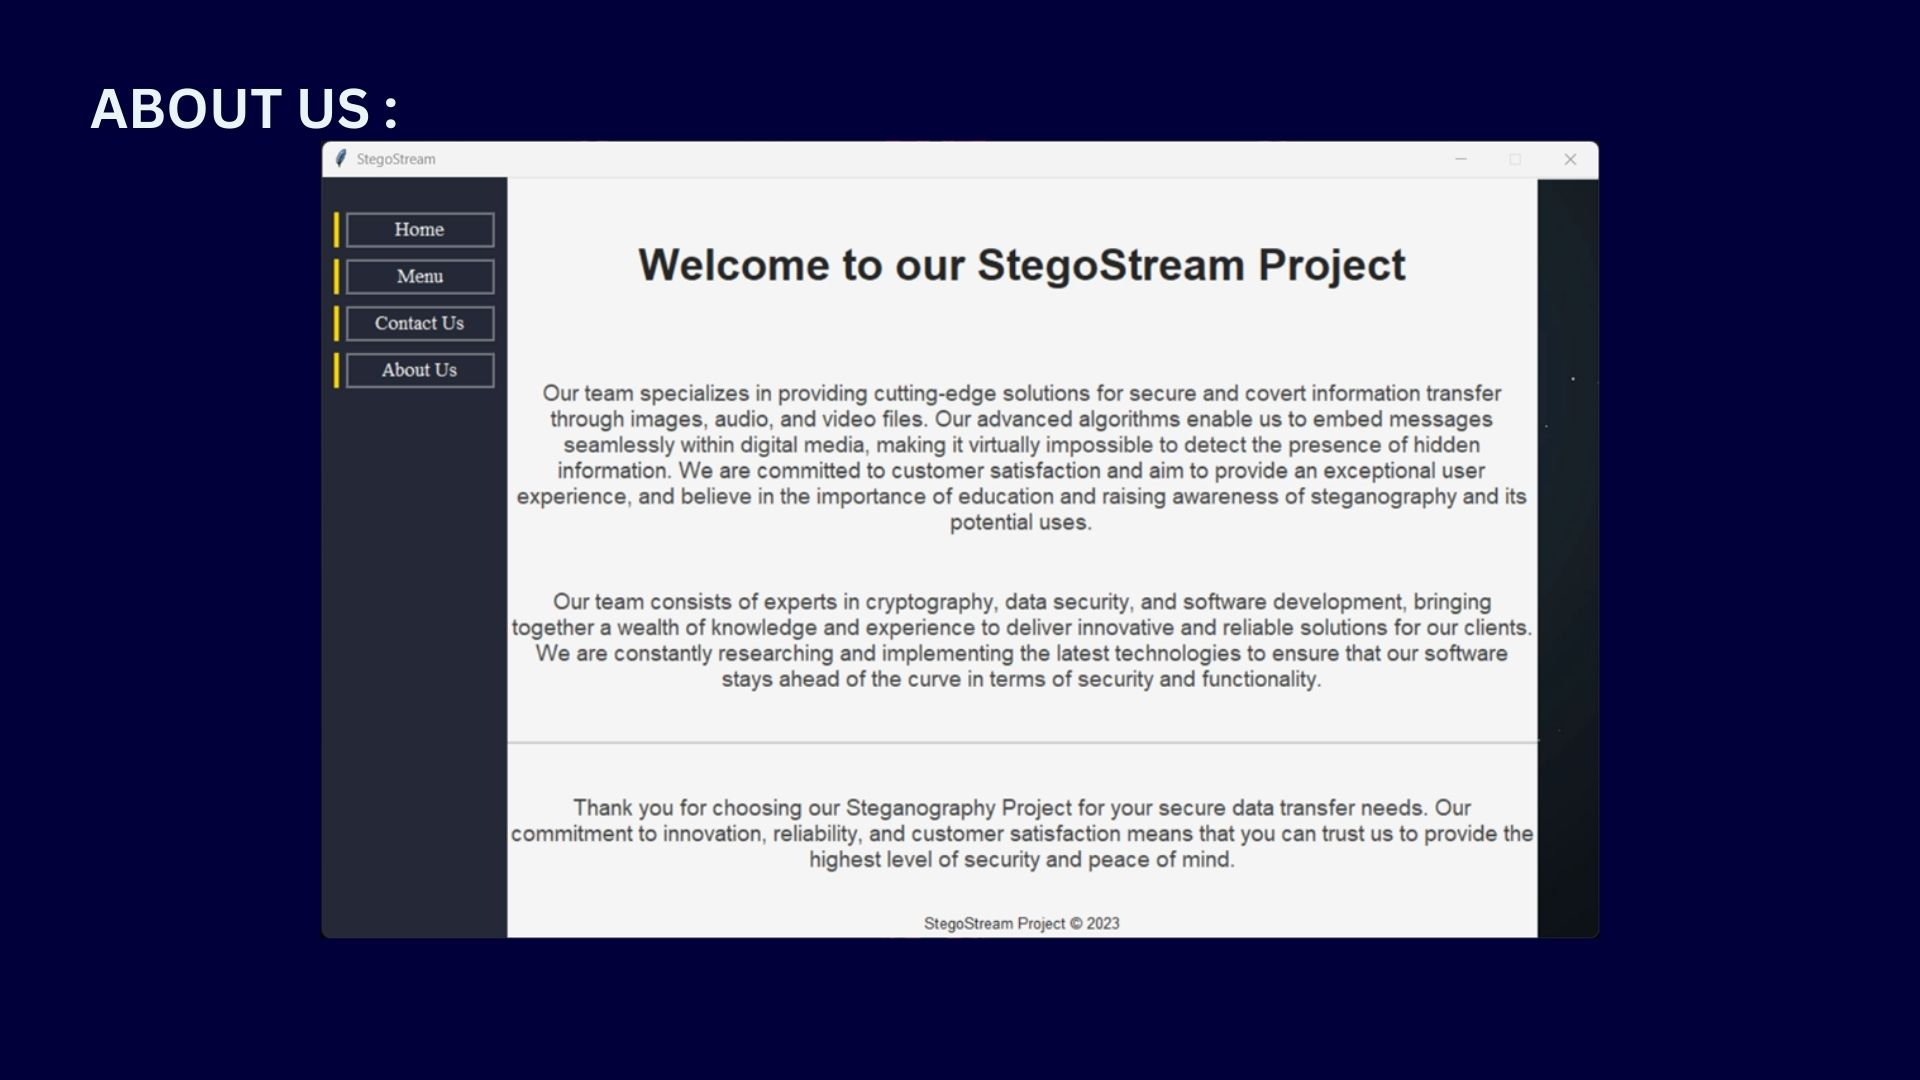 ABOUT US :
StegoStream
Home
Menu
Contact Us
About Us
Welcome to our StegoStream Project
Our team specializes in providing cutting-edge solutions for secure and covert information transfer
through images, audio, and video files. Our advanced algorithms enable us to embed messages
seamlessly within digital media, making it virtually impossible to detect the presence of hidden
information. We are committed to customer satisfaction and aim to provide an exceptional user
experience, and believe in the importance of education and raising awareness of steganography and its
potential uses.
Our team consists of experts in cryptography, data security, and software development, bringing
together a wealth of knowledge and experience to deliver innovative and reliable solutions for our clients.
We are constantly researching and implementing the latest technologies to ensure that our software
stays ahead of the curve in terms of security and functionality.
Thank you for choosing our Steganography Project for your secure data transfer needs. Our
commitment to innovation, reliability, and customer satisfaction means that you can trust us to provide the
highest level of security and peace of mind.
StegoStream Project © 2023